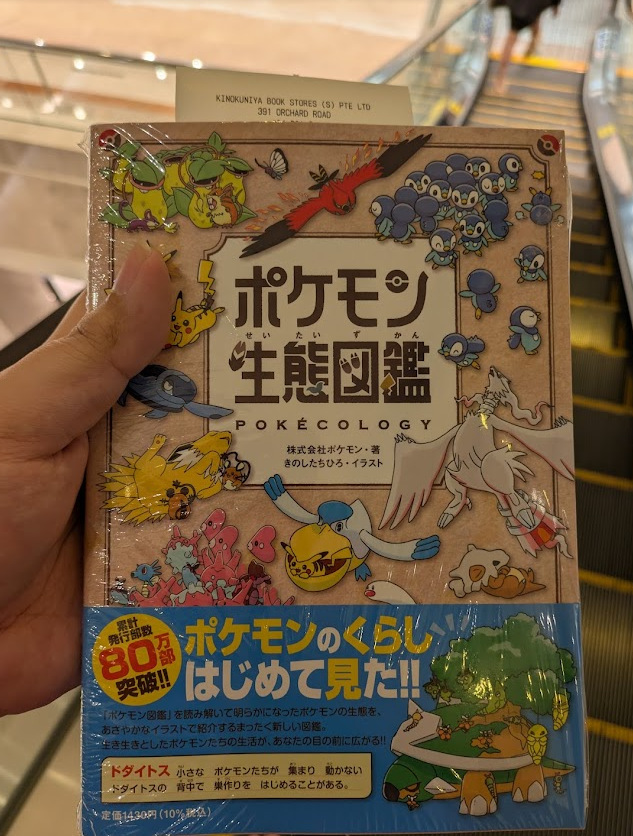 KINOKUNIYA BOOK STORES (S) PTE LTD
391 ORCHARD ROAD
ポケモン
せいたいずかん
生態図鑑
POKÉCOLOGY
株式会社ポケモン・著
きのしたちひろ・イラスト
累計
発行部数
80万部
突破!!
ポケモンのくらし
はじめて見た!!
「ポケモン図鑑」を読み解いて明らかになったポケモンの生態を、
あざやかなイラストで紹介するまったく新しい図鑑。
生き生きとしたポケモンたちの生活が、あなたの目の前に広がる!!
ドダイトス 小さな ポケモンたちが 集まり 動かない
ドダイトスの 背中で 巣作りを はじめることがある。
定価1430円(10%税込)